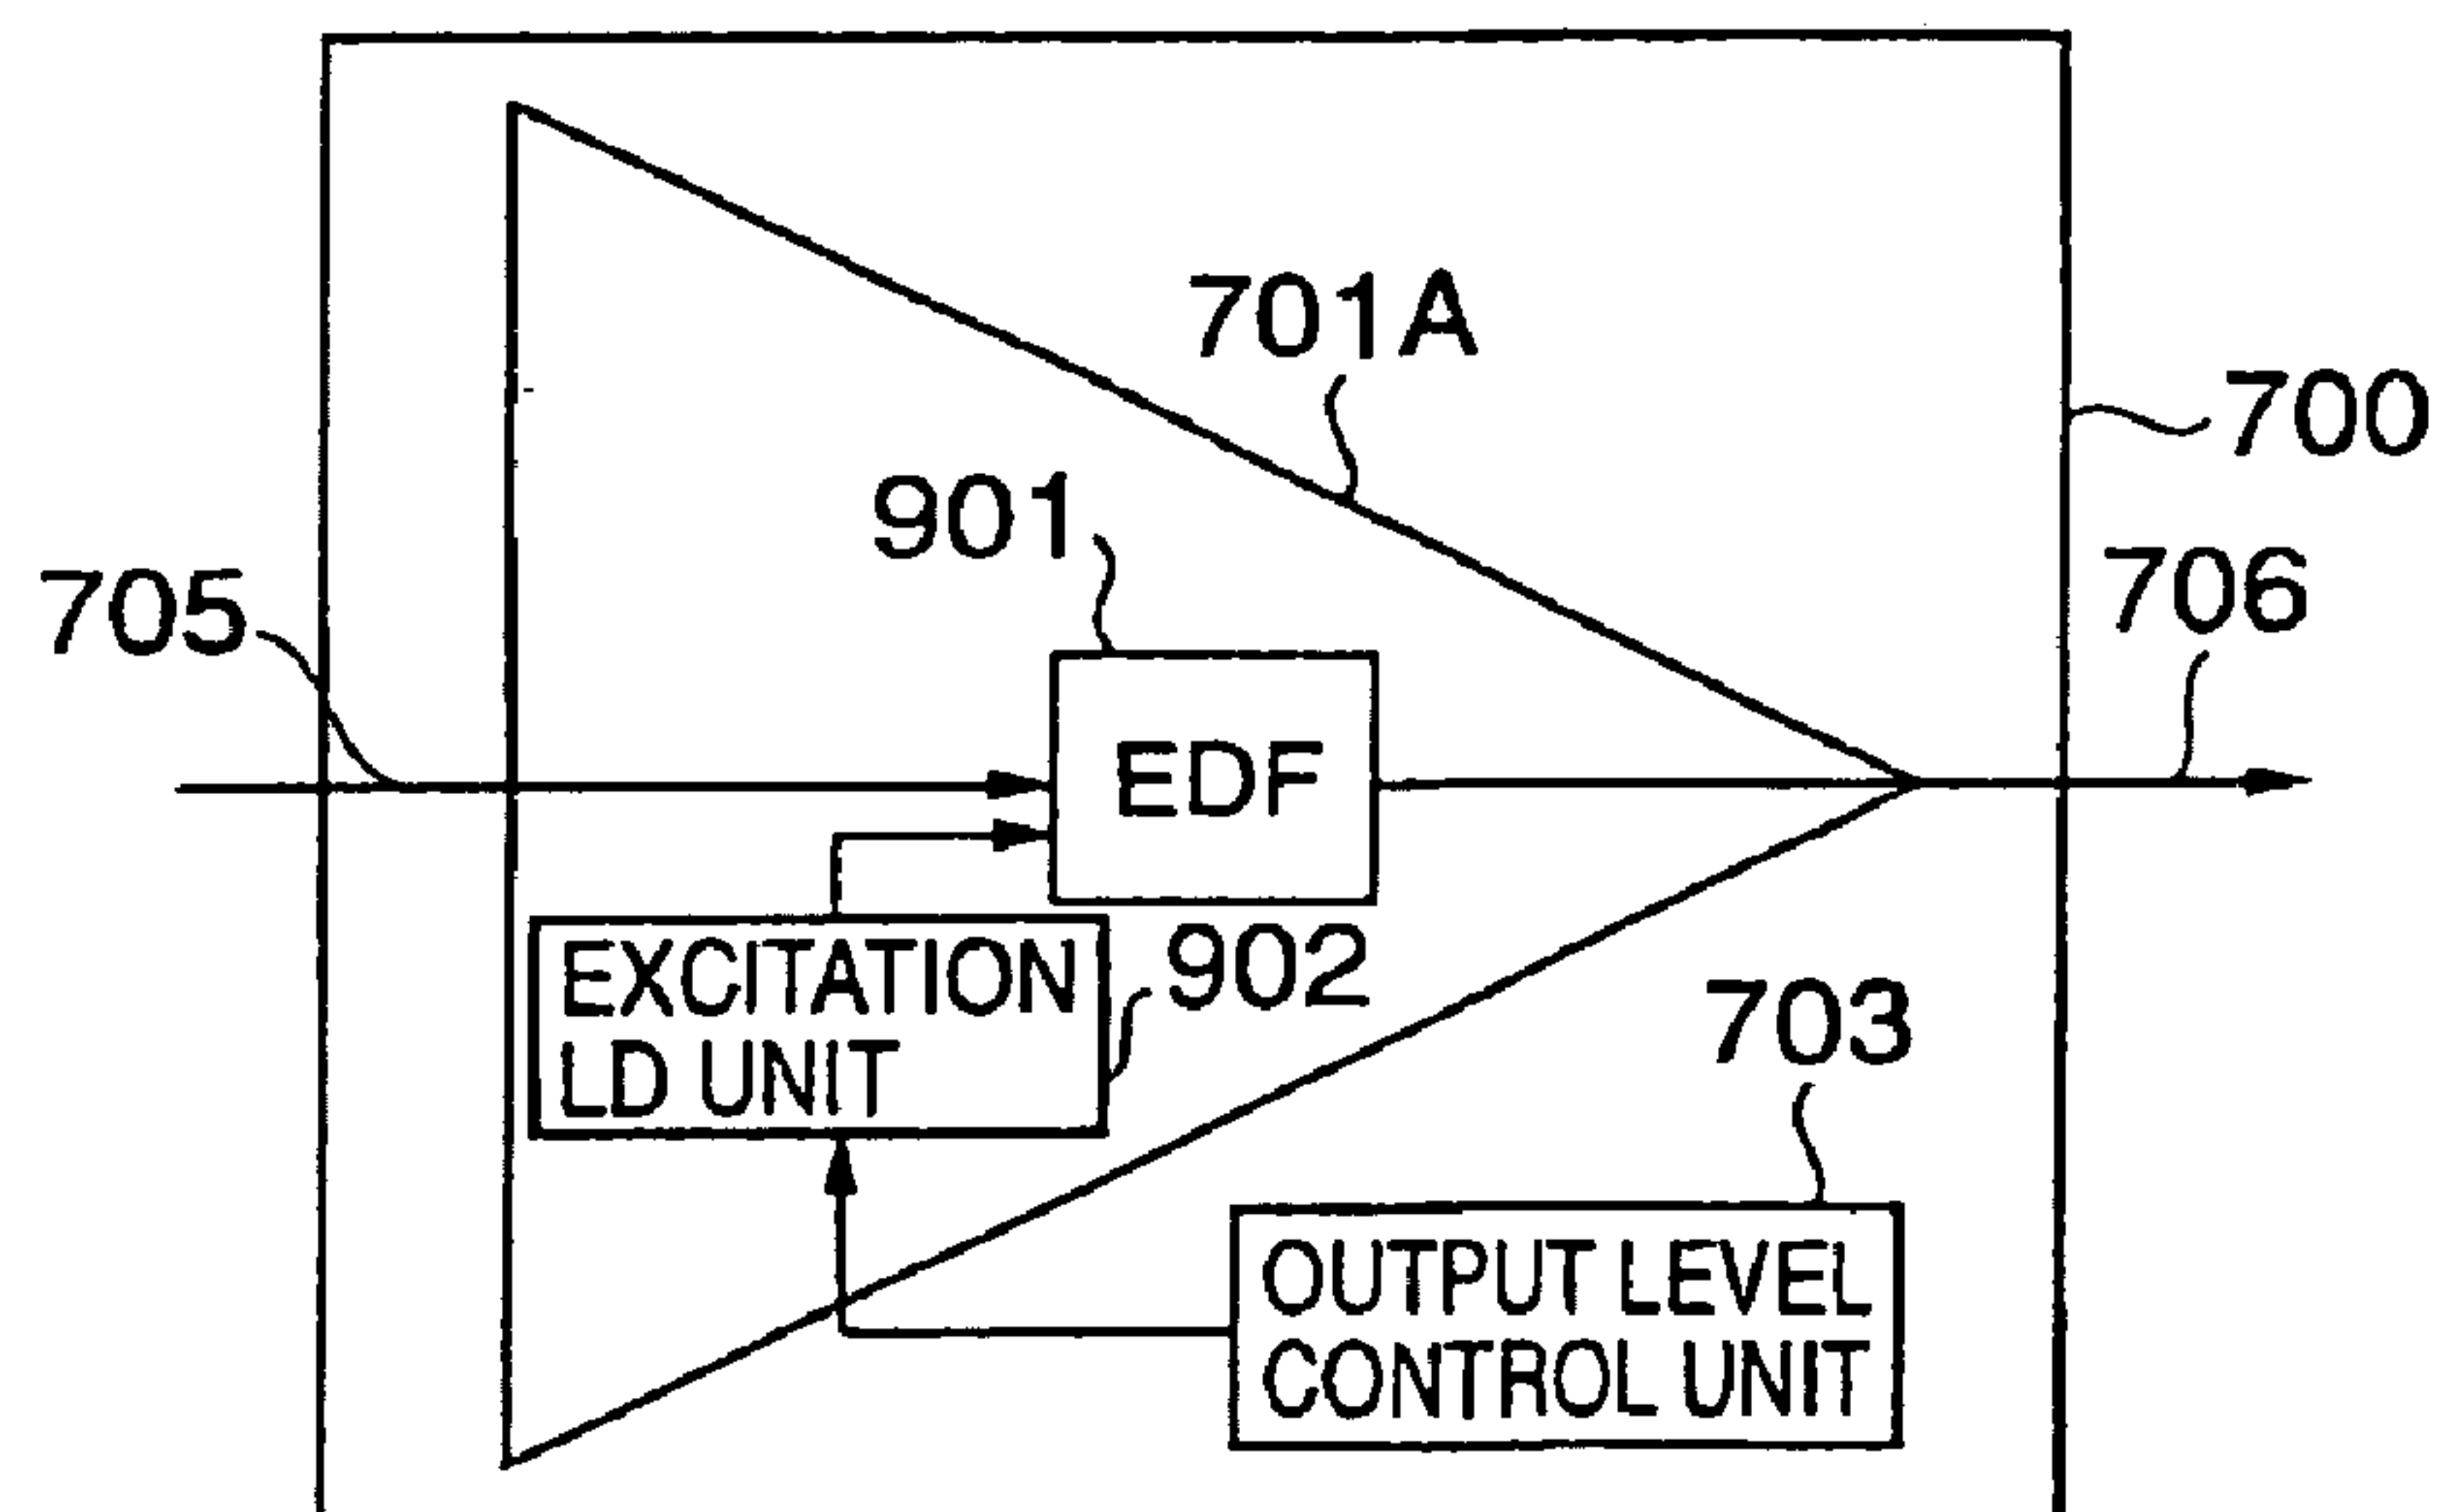 701A
700
901
706
705
EDF
EXCITATION
LD UNIT
902
703
OUTPUT LEVEL
CONTROL UNIT